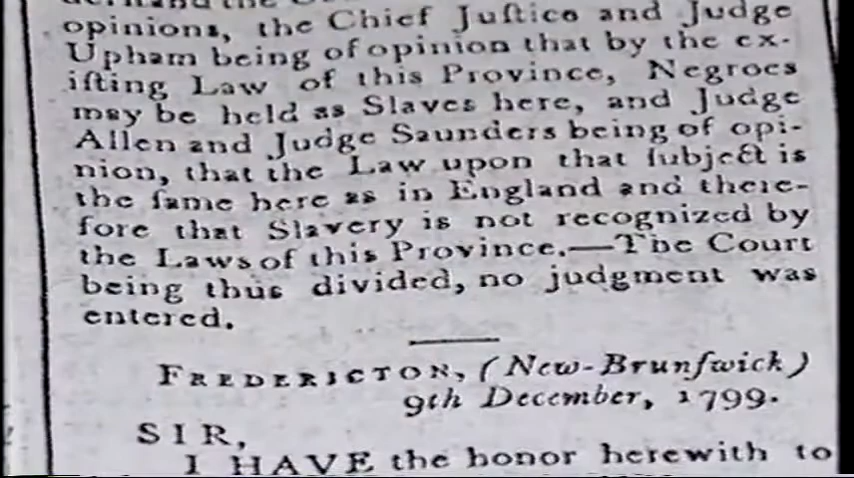 opinions, the Chief Juſtice and Judge
Upham being of opinion that by the ex-
iſting Law of this Province, Negroes
may be held as Slaves here, and Judge
Allen and Judge Saunders being of opi-
nion, that the Law upon that ſubject is
the ſame here as in England and there-
fore that Slavery is not recognized by
the Laws of this Province.—The Court
being thus divided, no judgment was
entered.
FREDERICTON, (New-Brunſwick)
9th December, 1799.
SIR,
I HAVE the honor herewith to